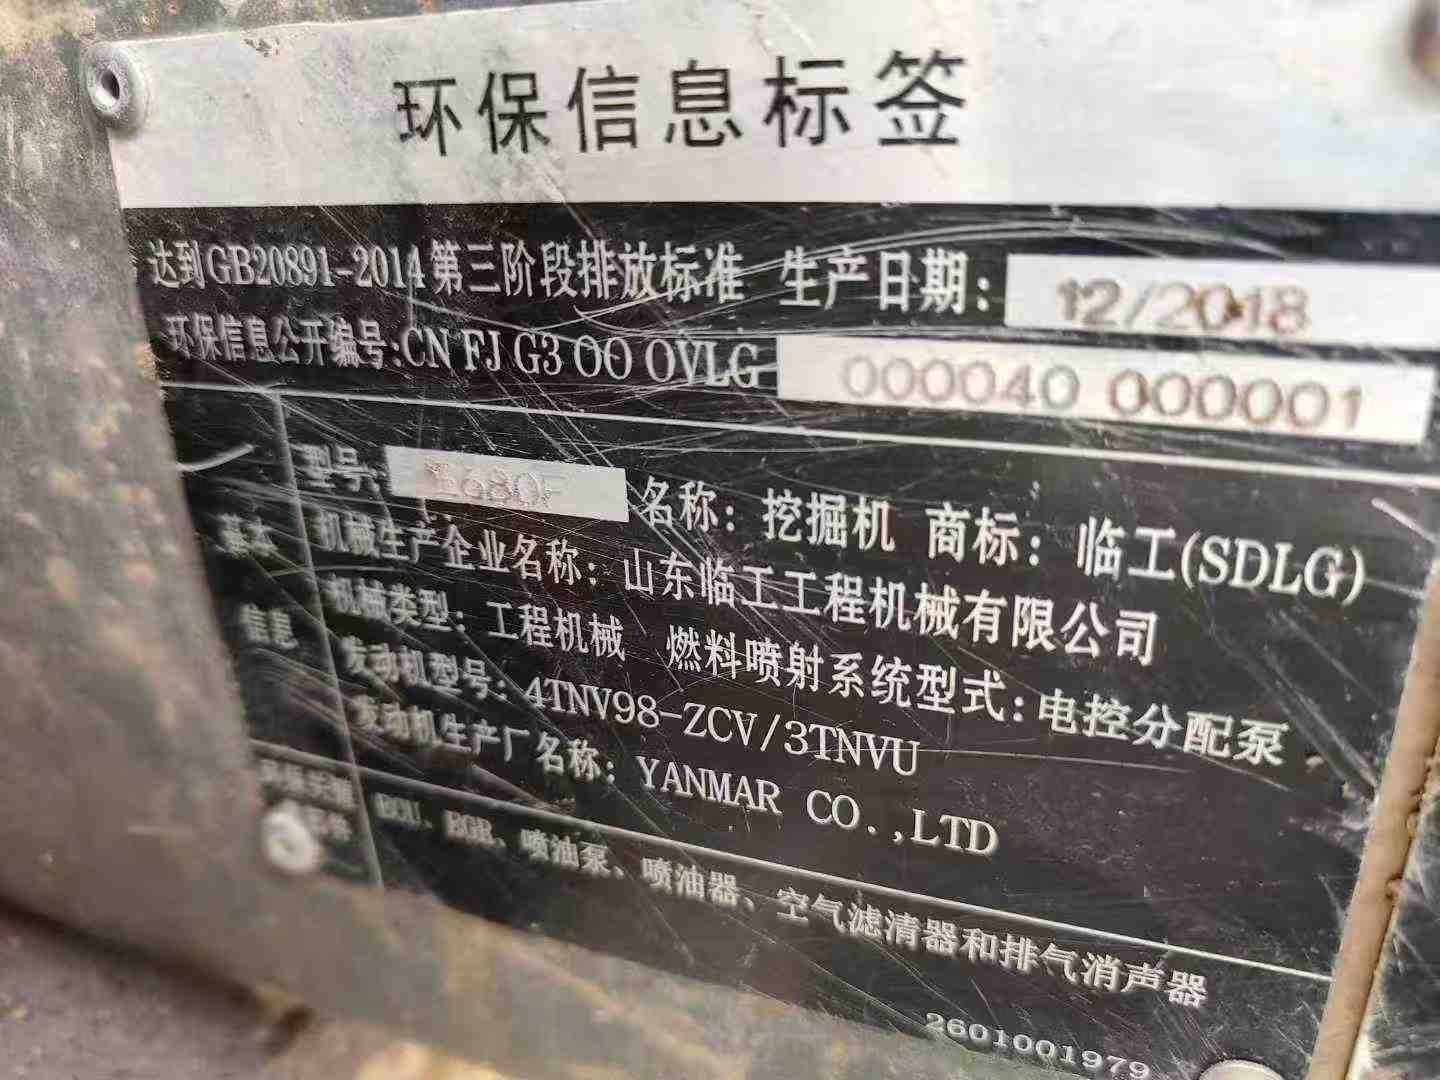 环保信息标签
达到GB20891-2014第三阶段排放标准 生产日期: 12/2018
环保信息公开编号:CN FJ G3 00 0VLG 000040 000001
基本
信息
型号: E680F 名称: 挖掘机 商标: 临工(SDLG)
机械生产企业名称: 山东临工工程机械有限公司
机械类型: 工程机械 燃料喷射系统型式: 电控分配泵
发动机型号: 4TNV98-ZCV/3TNVU
发动机生产厂名称: YANMAR CO.,LTD
ECU、EGR、喷油泵、喷油器、空气滤清器和排气消声器
2601001979